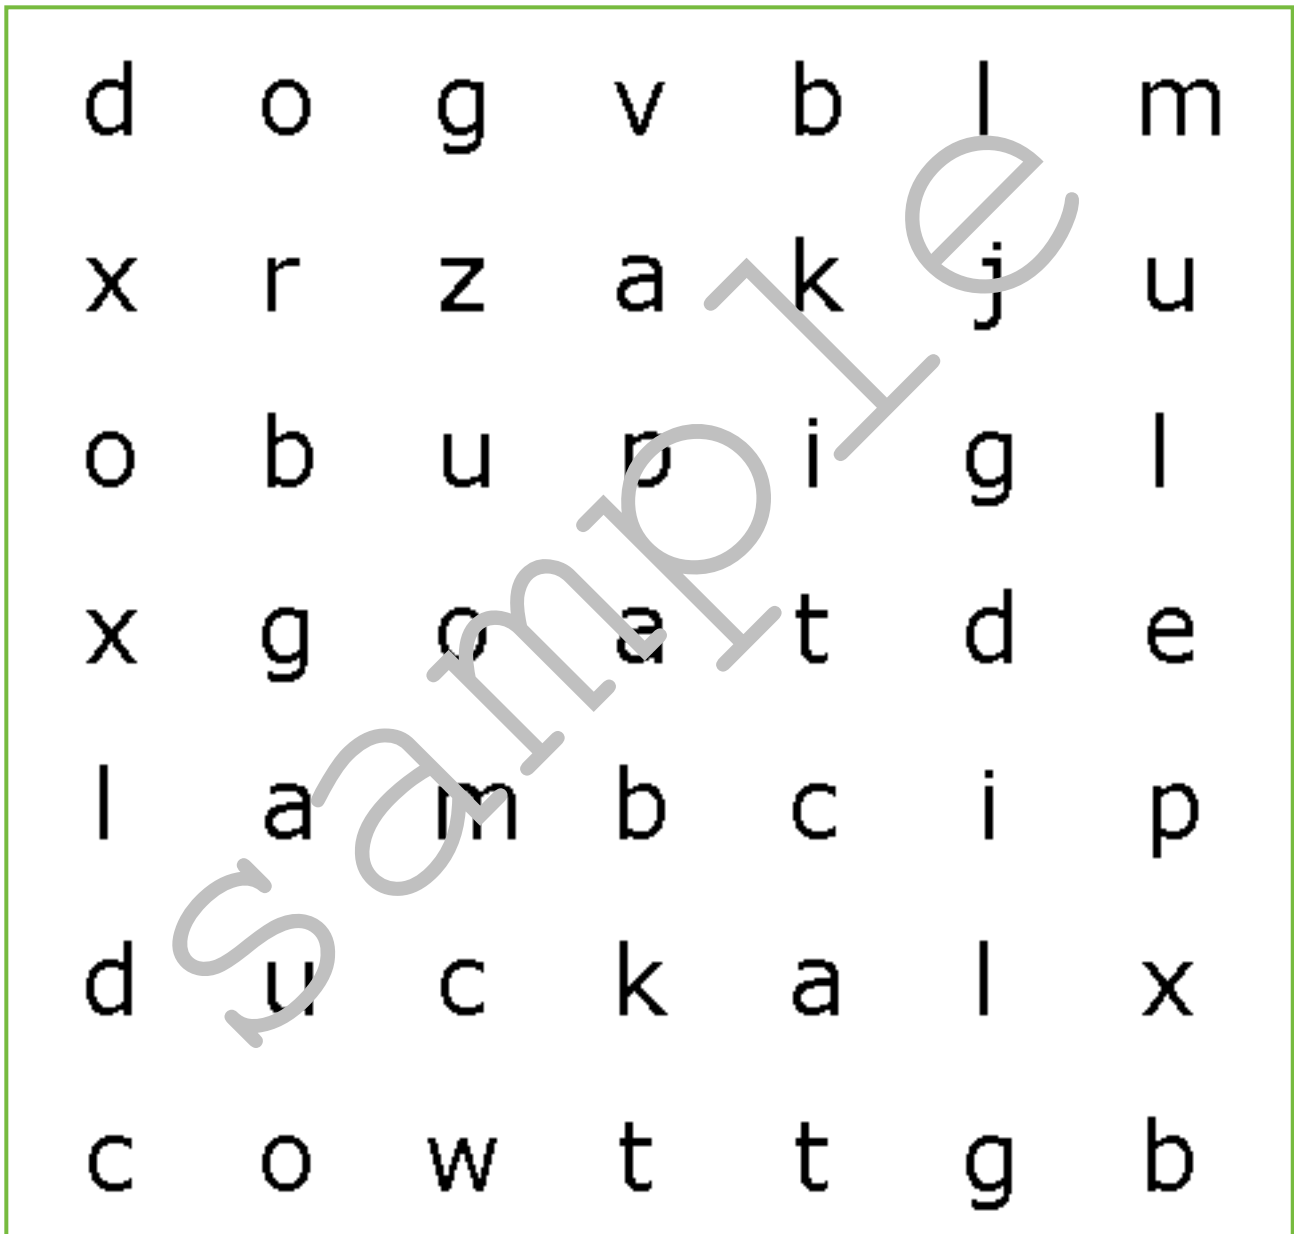 d o g v b l m
x r z a k j u
o b u p i g l
x g o a t d e
l a m b c i p
d u c k a l x
c o w t t g b
sample